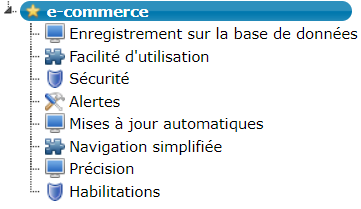 e-commerce
Enregistrement sur la base de données
Facilité d'utilisation
Sécurité
Alertes
Mises à jour automatiques
Navigation simplifiée
Précision
Habilitations